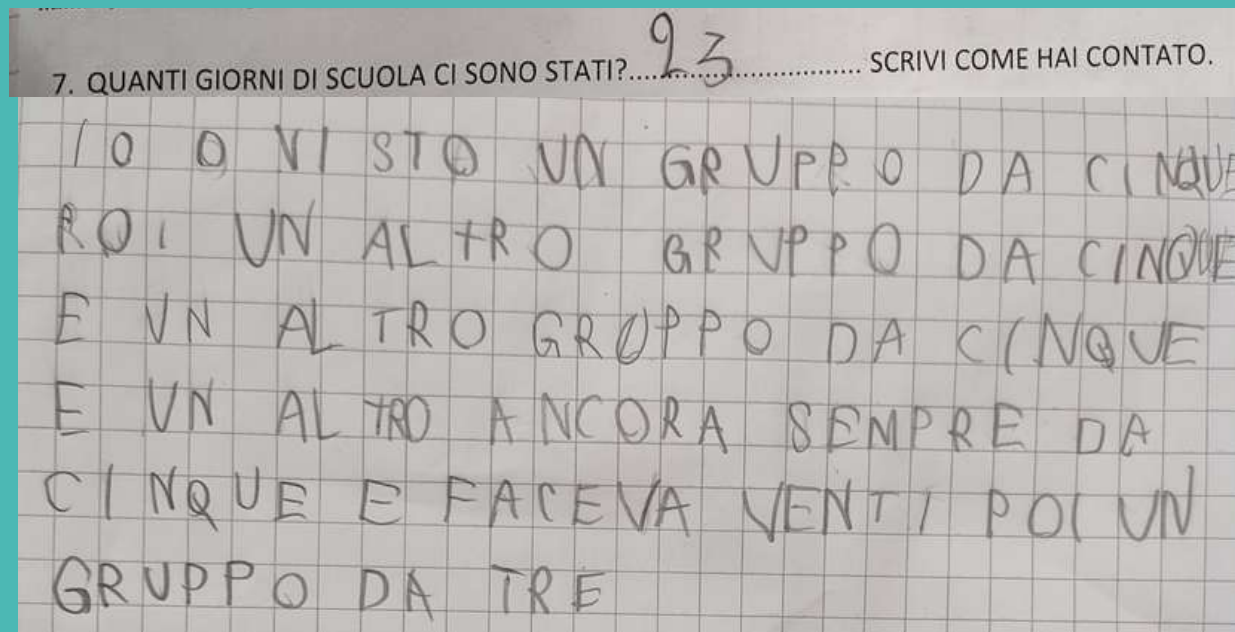 7. QUANTI GIORNI DI SCUOLA CI SONO STATI?....23.... SCRIVI COME HAI CONTATO.
IO O VISTO UN GRUPPO DA CINQUE
POI UN ALTRO GRUPPO DA CINQUE
E UN ALTRO GROPPO DA CINQUE
E UN ALTRO ANCORA SEMPRE DA
CINQUE E FACEVA VENTI POI UN
GRUPPO DA TRE